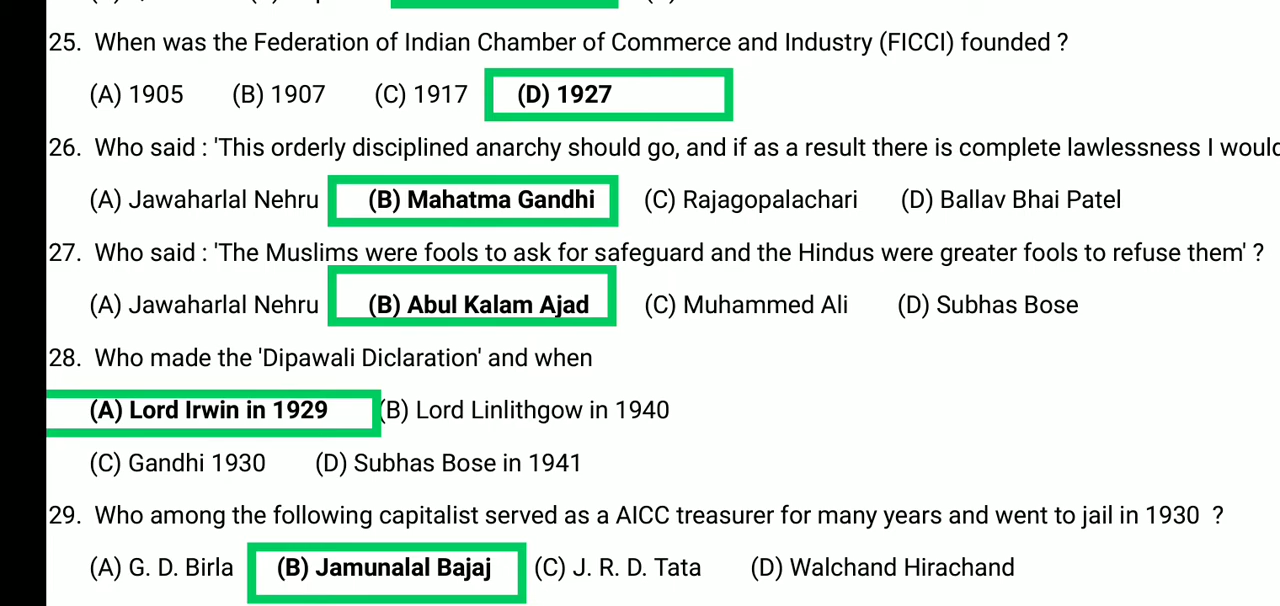 25. When was the Federation of Indian Chamber of Commerce and Industry (FICCI) founded ?
(A) 1905 (B) 1907 (C) 1917 (D) 1927
26. Who said : 'This orderly disciplined anarchy should go, and if as a result there is complete lawlessness I would
(A) Jawaharlal Nehru (B) Mahatma Gandhi (C) Rajagopalachari (D) Ballav Bhai Patel
27. Who said : 'The Muslims were fools to ask for safeguard and the Hindus were greater fools to refuse them' ?
(A) Jawaharlal Nehru (B) Abul Kalam Ajad (C) Muhammed Ali (D) Subhas Bose
28. Who made the 'Dipawali Diclaration' and when
(A) Lord Irwin in 1929 (B) Lord Linlithgow in 1940
(C) Gandhi 1930 (D) Subhas Bose in 1941
29. Who among the following capitalist served as a AICC treasurer for many years and went to jail in 1930 ?
(A) G. D. Birla (B) Jamunalal Bajaj (C) J. R. D. Tata (D) Walchand Hirachand